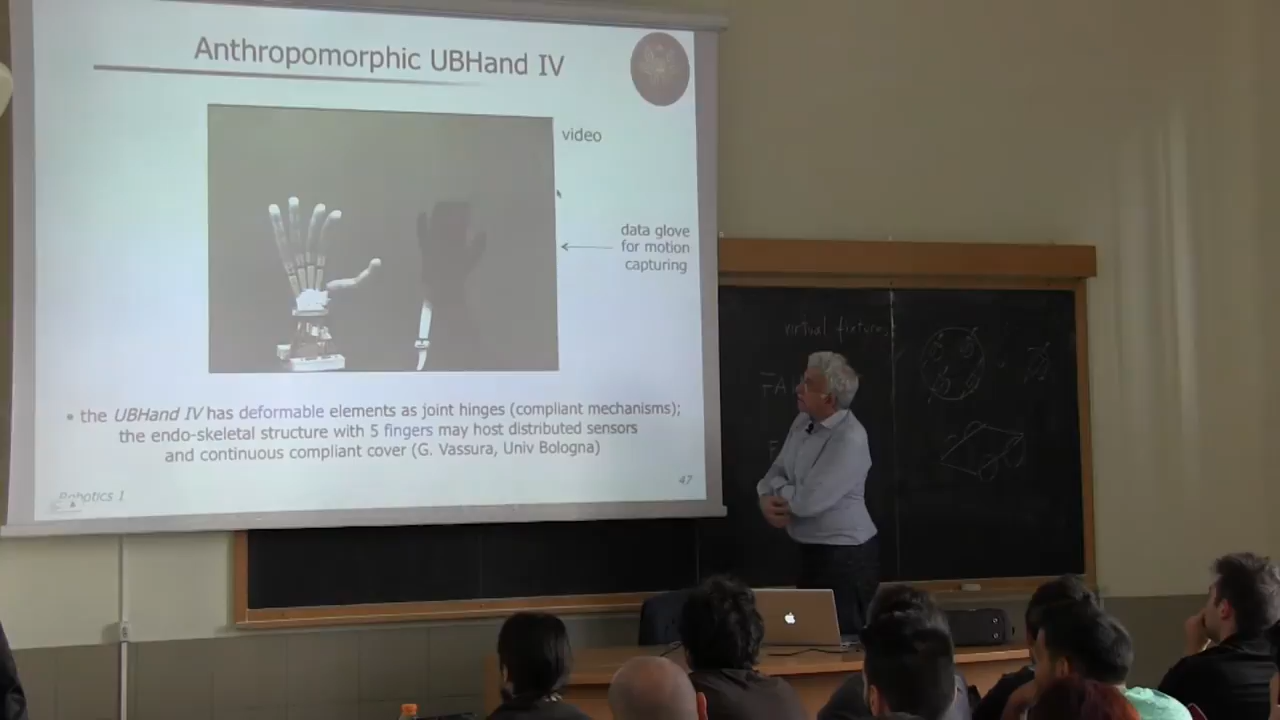 Anthropomorphic UBHand IV
video
data glove
for motion
capturing
• the UBHand IV has deformable elements as joint hinges (compliant mechanisms);
the endo-skeletal structure with 5 fingers may host distributed sensors
and continuous compliant cover (G. Vassura, Univ Bologna)
Robotics 1
47
virtual fixtures